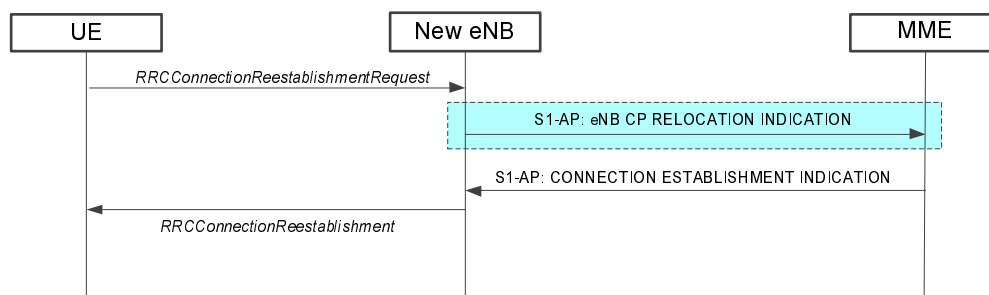 UE
New eNB
MME
RRCConnectionReestablishmentRequest
S1-AP: eNB CP RELOCATION INDICATION
S1-AP: CONNECTION ESTABLISHMENT INDICATION
RRCConnectionReestablishment